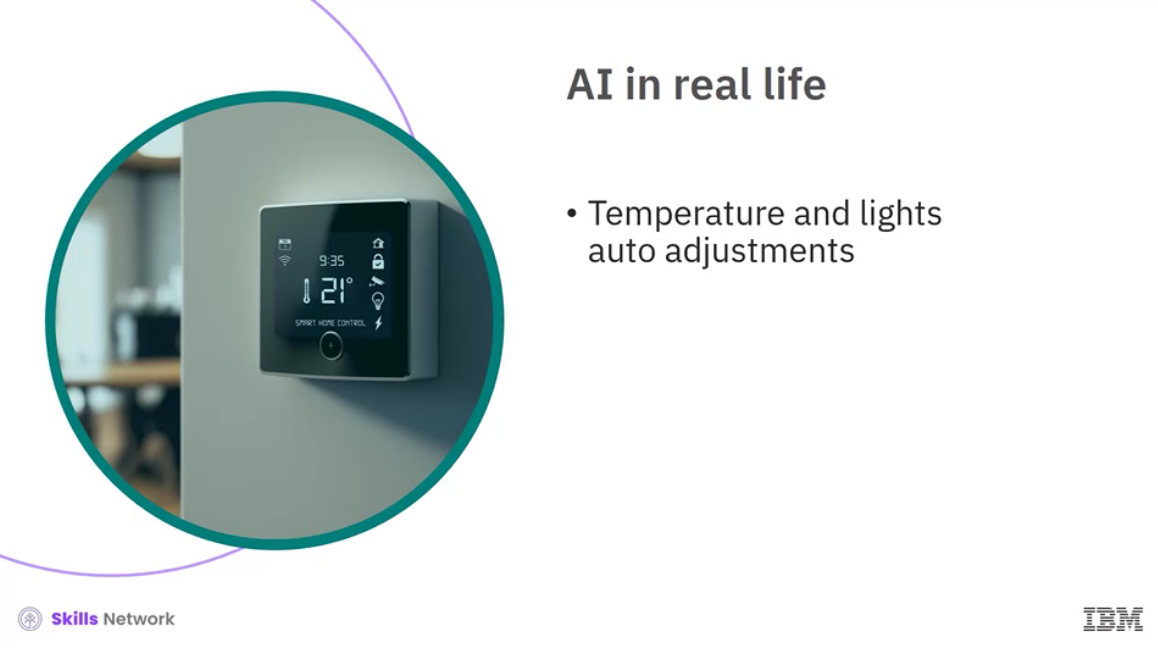 AI in real life
• Temperature and lights
auto adjustments
9:35
21°
SMART HOME CONTROL
Skills Network
IBM